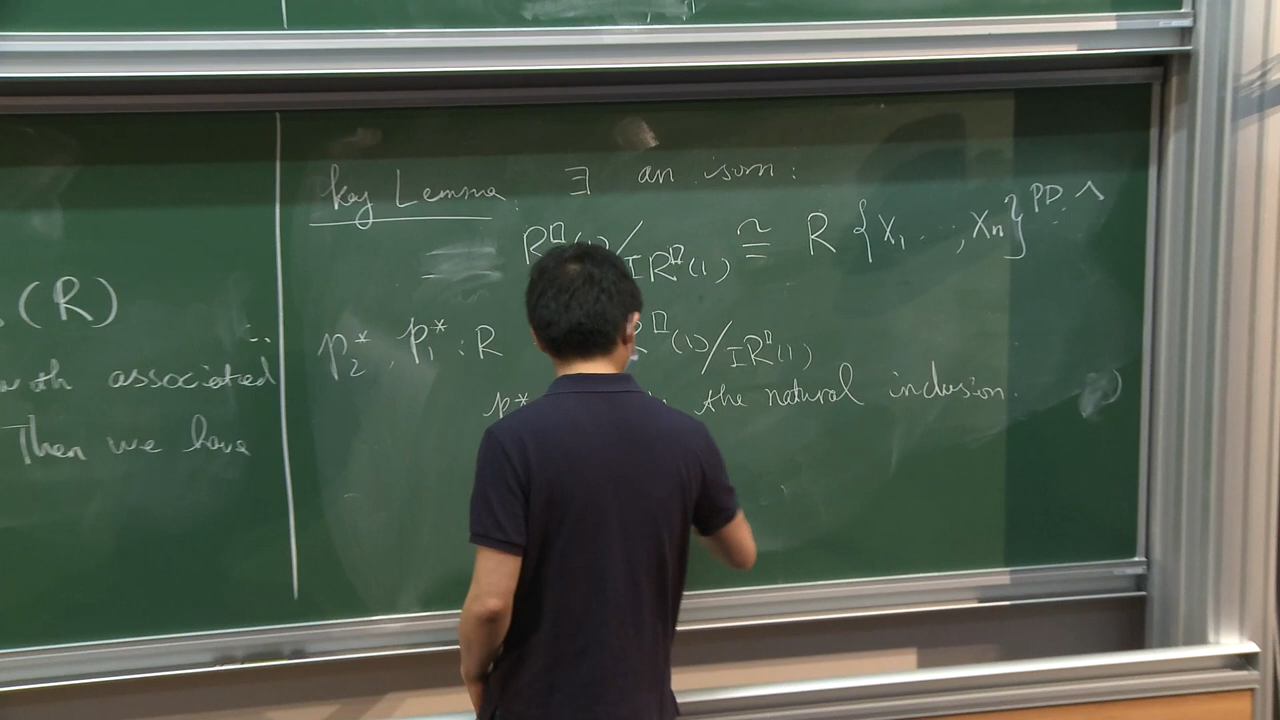 .(R)
with associated
Then we have
Key Lemma. ∃ an isom:
R^□(1)/IR^□(1) ≅ R {X₁ ..., Xₙ}^{PD.∧}
p₂*, p₁* : R R^□(1)/IR^□(1)
p* the natural inclusion.